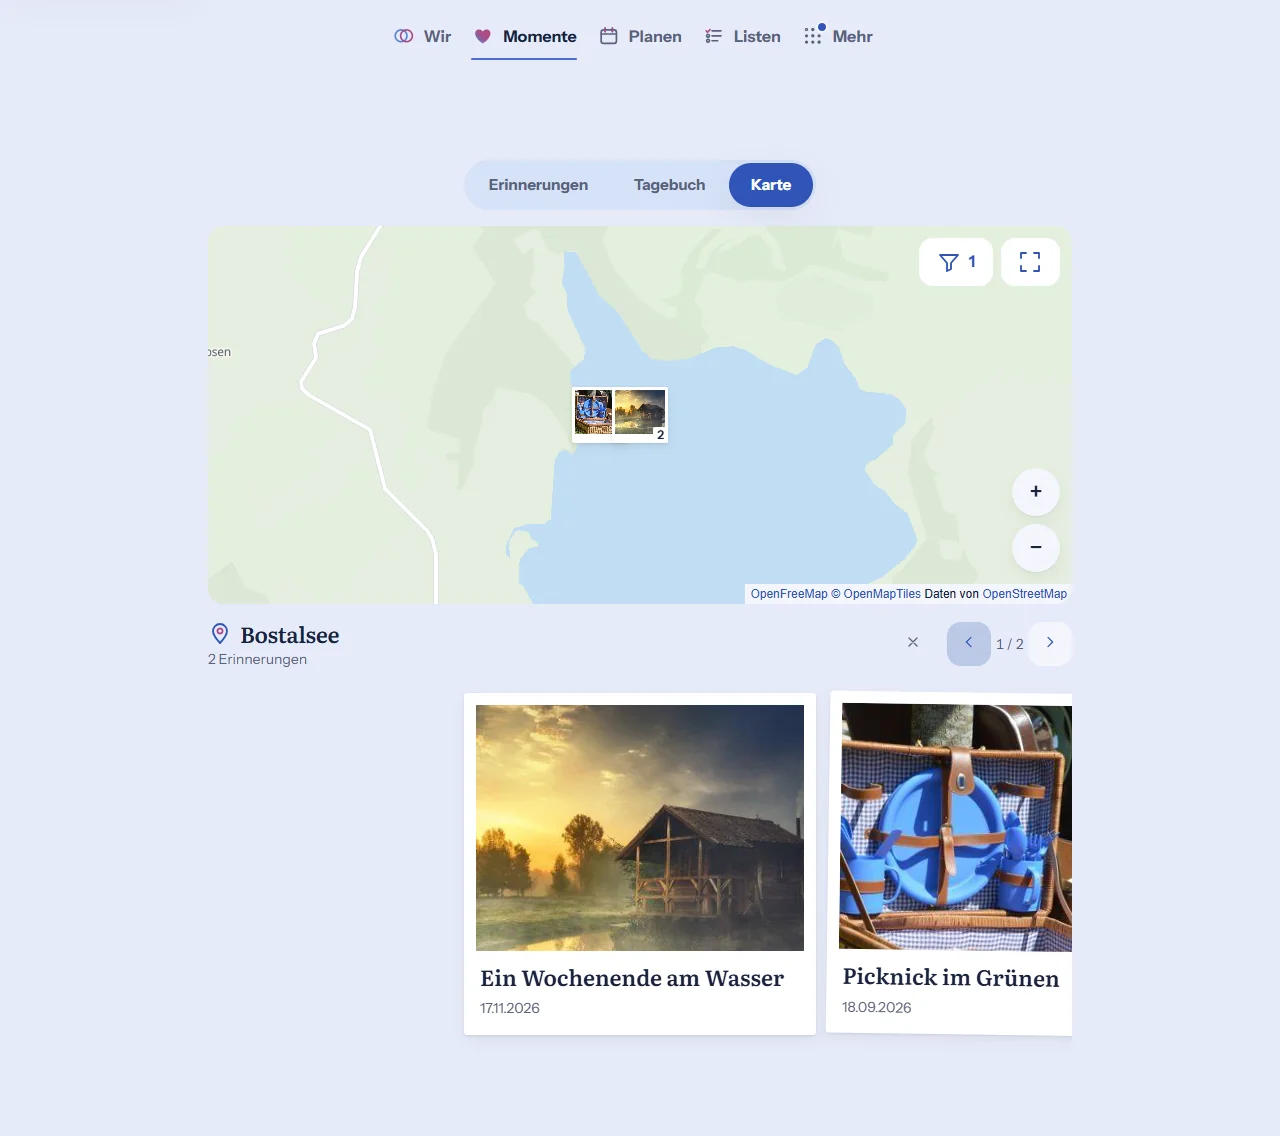 Wir Momente Planen Listen Mehr
Erinnerungen Tagebuch Karte
1
osen
2
+
−
OpenFreeMap © OpenMapTiles Daten von OpenStreetMap
Bostalsee
2 Erinnerungen
1 / 2
Ein Wochenende am Wasser
17.11.2026
Picknick im Grünen
18.09.2026